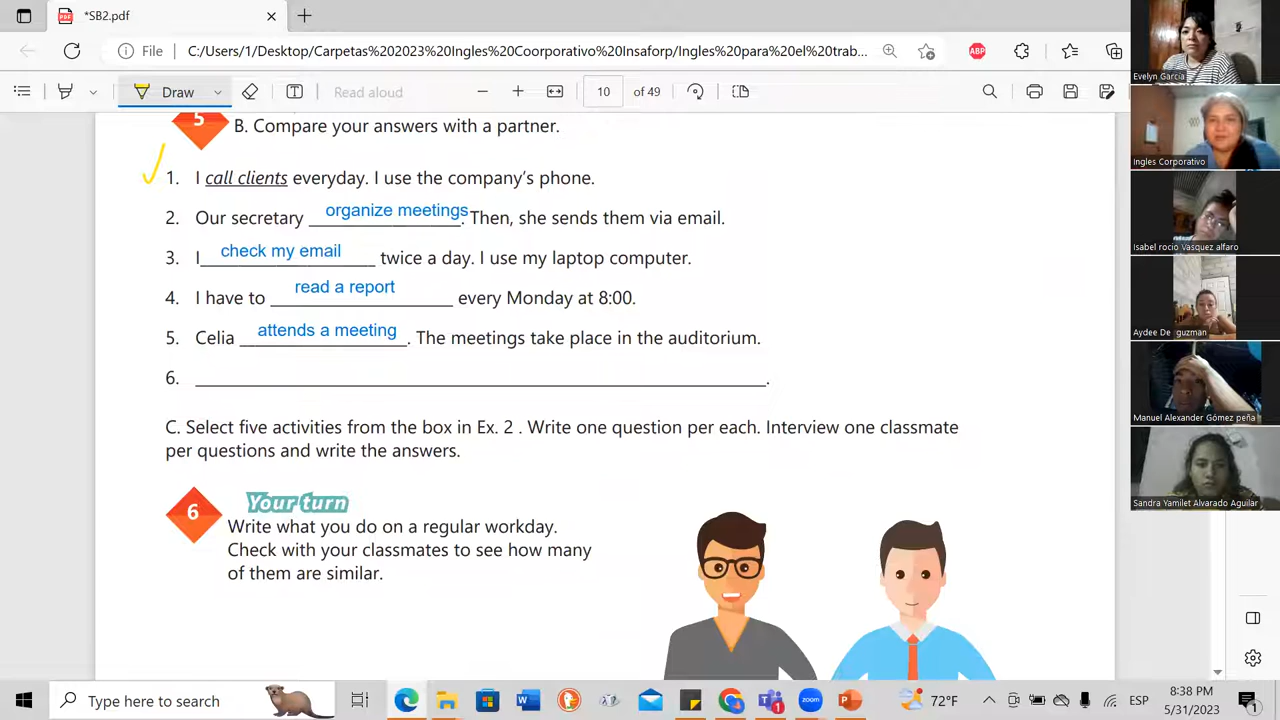 *SB2.pdf
File C:/Users/1/Desktop/Carpetas%202023%20Ingles%20Coorporativo%20Insaforp/Ingles%20para%20el%20trab... ABP
Draw Read aloud 10 of 49
5 B. Compare your answers with a partner.
1. I call clients everyday. I use the company's phone.
2. Our secretary organize meetings. Then, she sends them via email.
3. I check my email twice a day. I use my laptop computer.
4. I have to read a report every Monday at 8:00.
5. Celia attends a meeting. The meetings take place in the auditorium.
6. ______.
C. Select five activities from the box in Ex. 2 . Write one question per each. Interview one classmate
per questions and write the answers.
6 Your turn
Write what you do on a regular workday.
Check with your classmates to see how many
of them are similar.
Evelyn García
Ingles Corporativo
Isabel rocio Vasquez alfaro
Aydee De guzman
Manuel Alexander Gómez peña
Sandra Yamilet Alvarado Aguilar
Type here to search
zoom
1
72°F
ESP
8:38 PM
5/31/2023
1